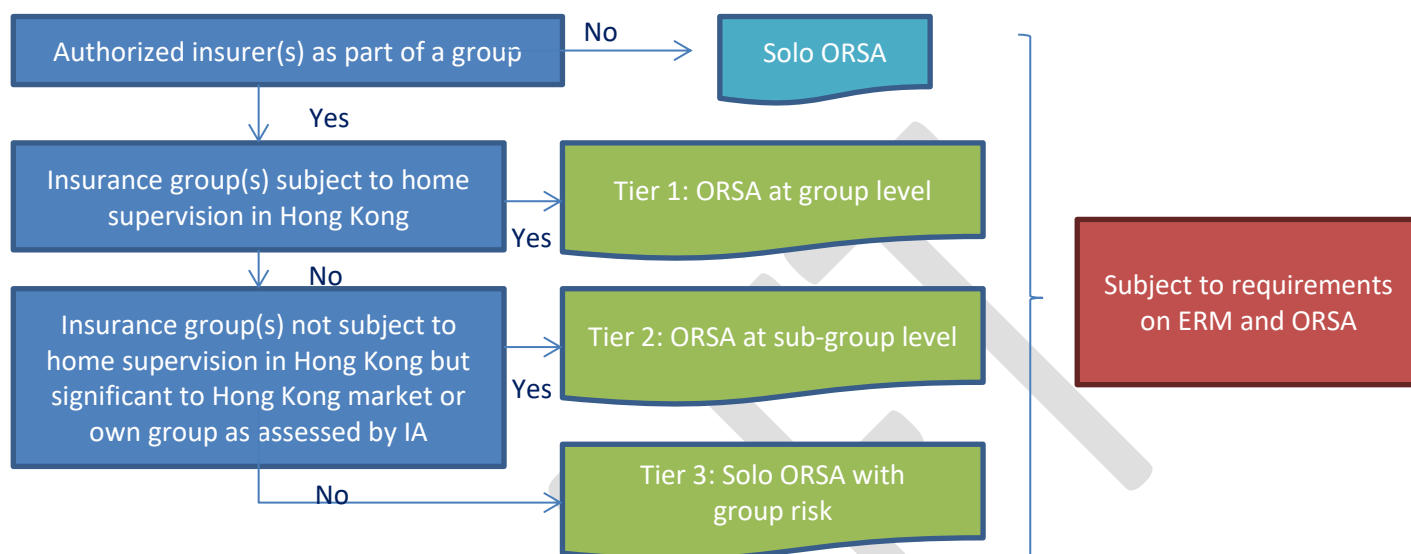 Authorized insurer(s) as part of a group
No
Solo ORSA
Yes
Insurance group(s) subject to home
supervision in Hong Kong
Yes
Tier 1: ORSA at group level
No
Insurance group(s) not subject to
home supervision in Hong Kong but
significant to Hong Kong market or
own group as assessed by IA
Yes
Tier 2: ORSA at sub-group level
No
Tier 3: Solo ORSA with
group risk
Subject to requirements
on ERM and ORSA